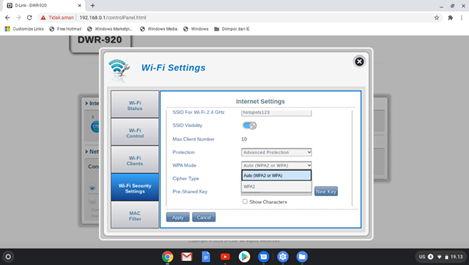 D-Link - DWR-920
Tidak aman | 192.168.0.1/controlPanel.html
Customize Links
Free Hotmail
Windows Marketpl...
Windows Media
Windows
Diimpor dari IE
DWR-920
Wi-Fi Settings
Wi-Fi
Status
Wi-Fi
Control
Wi-Fi
Clients
Wi-Fi Security
Settings
MAC
Filter
Internet Settings
SSID For Wi-Fi 2.4 GHz
SSID Visibility
Max Client Number 10
Protection Advanced Protection
WPA Mode Auto (WPA2 or WPA)
Auto (WPA2 or WPA)
Cipher Type
WPA2
Pre-Shared Key New Key
Show Characters
Apply Cancel
US 19.13